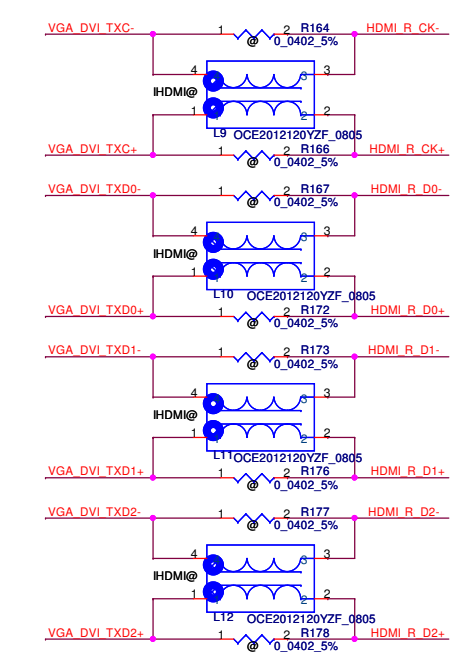 VGA_DVI_TXC- 1 2 R164 HDMI_R_CK-
@ 0_0402_5%
4 3 3
IHDMI@
1 2 2
L9 OCE2012120YZF_0805
VGA_DVI_TXC+ 1 2 R166 HDMI_R_CK+
@ 0_0402_5%
VGA_DVI_TXD0- 1 2 R167 HDMI_R_D0-
@ 0_0402_5%
4 3 3
IHDMI@
1 2 2
L10 OCE2012120YZF_0805
VGA_DVI_TXD0+ 1 2 R172 HDMI_R_D0+
@ 0_0402_5%
VGA_DVI_TXD1- 1 2 R173 HDMI_R_D1-
@ 0_0402_5%
4 3 3
IHDMI@
1 2 2
L11 OCE2012120YZF_0805
VGA_DVI_TXD1+ 1 2 R176 HDMI_R_D1+
@ 0_0402_5%
VGA_DVI_TXD2- 1 2 R177 HDMI_R_D2-
@ 0_0402_5%
4 3 3
IHDMI@
1 2 2
L12 OCE2012120YZF_0805
VGA_DVI_TXD2+ 1 2 R178 HDMI_R_D2+
@ 0_0402_5%